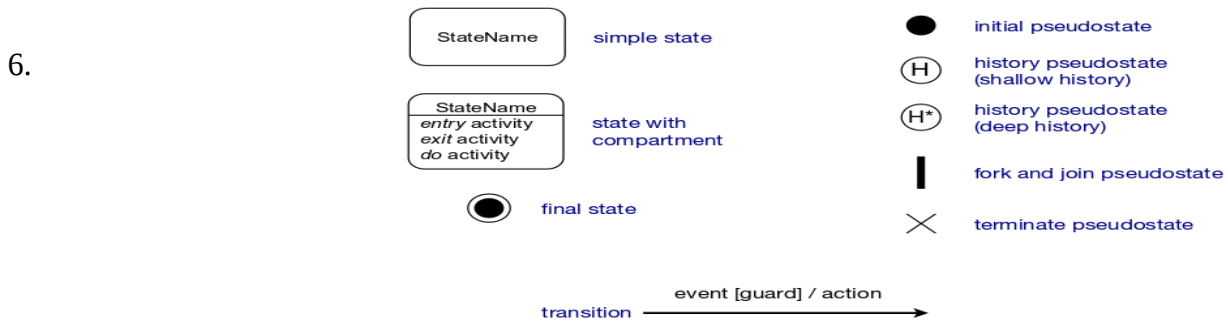 6.
StateName
simple state
StateName
entry activity
exit activity
do activity
state with
compartment
final state
initial pseudostate
H
history pseudostate
(shallow history)
H*
history pseudostate
(deep history)
fork and join pseudostate
terminate pseudostate
event [guard] / action
transition